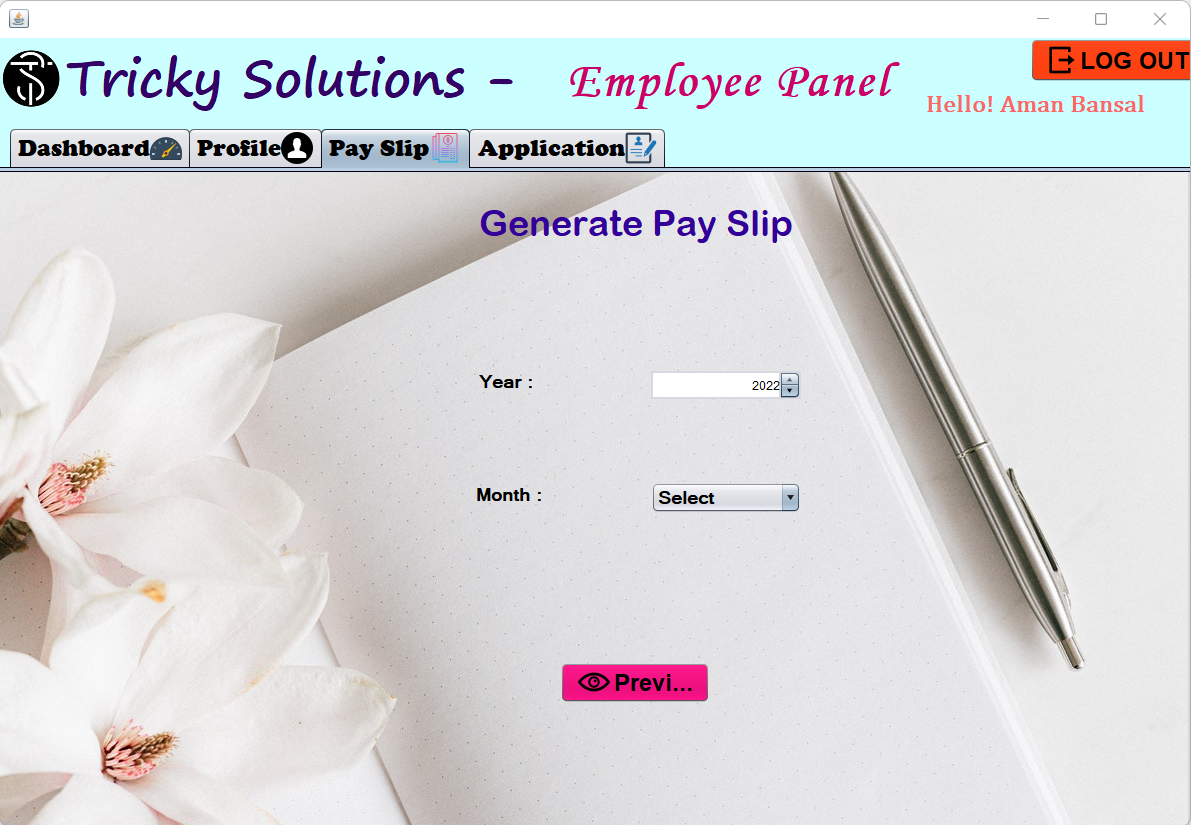 Tricky Solutions - Employee Panel
LOG OUT
Hello! Aman Bansal
Dashboard Profile Pay Slip Application
Generate Pay Slip
Year : 2022
Month : Select
Previ...